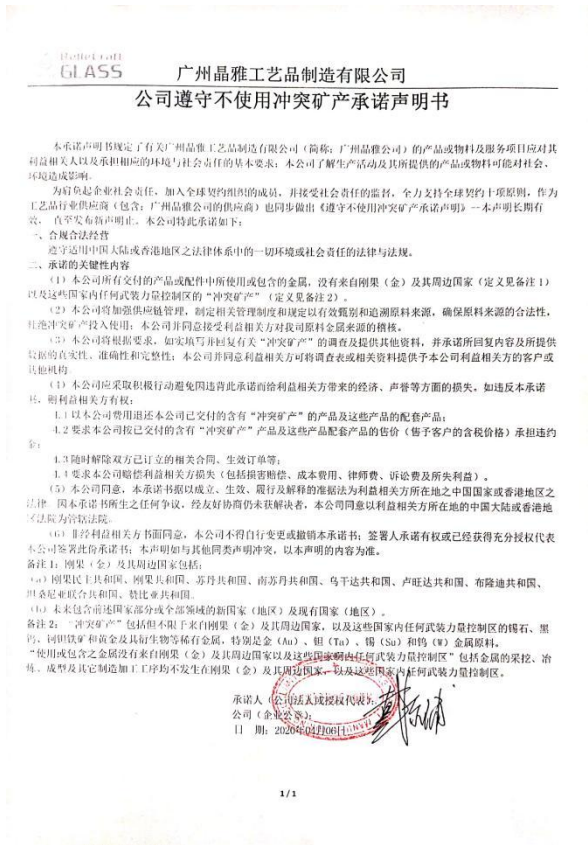 GLASS
广州晶雅工艺品制造有限公司
公司遵守不使用冲突矿产承诺声明书
本承诺声明书规定了有关广州晶雅工艺品制造有限公司（简称：广州晶雅公司）的产品或物料及服务项目应对其
利益相关人以及承担相应的环境与社会责任的基本要求；本公司了解生产活动及其所提供的产品或物料可能对社会、
环境造成影响。
为肩负起企业社会责任，加入全球契约组织的成员，并接受社会责任的监督，全力支持全球契约十项原则，作为
工艺品行业供应商（包含：广州晶雅公司的供应商）也同步做出《遵守不使用冲突矿产承诺声明》一本声明长期有
效，直至发布新声明止。本公司特此承诺如下：
一、合规合法经营
遵守适用中国大陆或香港地区之法律体系中的一切环境或社会责任的法律与法规。
二、承诺的关键性内容
（1）本公司所有交付的产品或配件中所使用或包含的金属，没有来自刚果（金）及其周边国家（定义见备注1）
以及这些国家内任何武装力量控制区的“冲突矿产”（定义见备注2）。
（2）本公司将加强供应链管理，制定相关管理制度和规定以有效甄别和追溯原料来源，确保原料来源的合法性，
杜绝冲突矿产投入使用；本公司并同意接受利益相关方对我司原料金属来源的稽核。
（3）本公司将根据要求，如实填写并回复有关“冲突矿产”的调查及提供其他资料，并承诺所回复内容及所提供
数据的真实性、准确性和完整性；本公司并同意利益相关方可将调查表或相关资料提供予本公司利益相关方的客户或
其他机构。
（4）本公司应采取积极行动避免因违背此承诺而给利益相关方带来的经济、声誉等方面的损失。如违反本承诺
书，则利益相关方有权：
4.1 以本公司费用退还本公司已交付的含有“冲突矿产”的产品及这些产品的配套产品；
4.2 要求本公司按已交付的含有“冲突矿产”产品及这些产品配套产品的售价（售予客户的含税价格）承担违约
金；
4.3 随时解除双方已订立的相关合同、生效订单等；
4.4 要求本公司赔偿利益相关方损失（包括损害赔偿、成本费用、律师费、诉讼费及所失利益）。
（5）本公司同意，本承诺书据以成立、生效、履行及解释的准据法为利益相关方所在地之中国国家或香港地区之
法律。因本承诺书所生之任何争议，经友好协商仍未获解决者，本公司同意以利益相关方所在地的中国大陆或香港地
区法院为管辖法院。
（6）非经利益相关方书面同意，本公司不得自行变更或撤销本承诺书；签署人承诺有权或已经获得充分授权代表
本公司签署此份承诺书；本声明如与其他同类声明冲突，以本声明的内容为准。
备注 1：刚果（金）及其周边国家包括：
（a）刚果民主共和国、刚果共和国、苏丹共和国、南苏丹共和国、乌干达共和国、卢旺达共和国、布隆迪共和国、
坦桑尼亚联合共和国、赞比亚共和国。
（b）未来包含前述国家部分或全部领域的新国家（地区）及现有国家（地区）。
备注 2：“冲突矿产”包括但不限于来自刚果（金）及其周边国家，以及这些国家内任何武装力量控制区的锡石、黑
钨、钶钽铁矿和黄金及其衍生物等稀有金属，特别是金（Au）、钽（Ta）、锡（Su）和钨（W）金属原料。
“使用或包含之金属没有来自刚果（金）及其周边国家以及这些国家境内任何武装力量控制区”包括金属的采挖、冶
炼、成型及其它制造加工工序均不发生在刚果（金）及其周边国家，以及这些国家内任何武装力量控制区。
承诺人（公司法人或授权代表）：
公司（企业公章）：
日 期：2020年04月06日
1 / 1